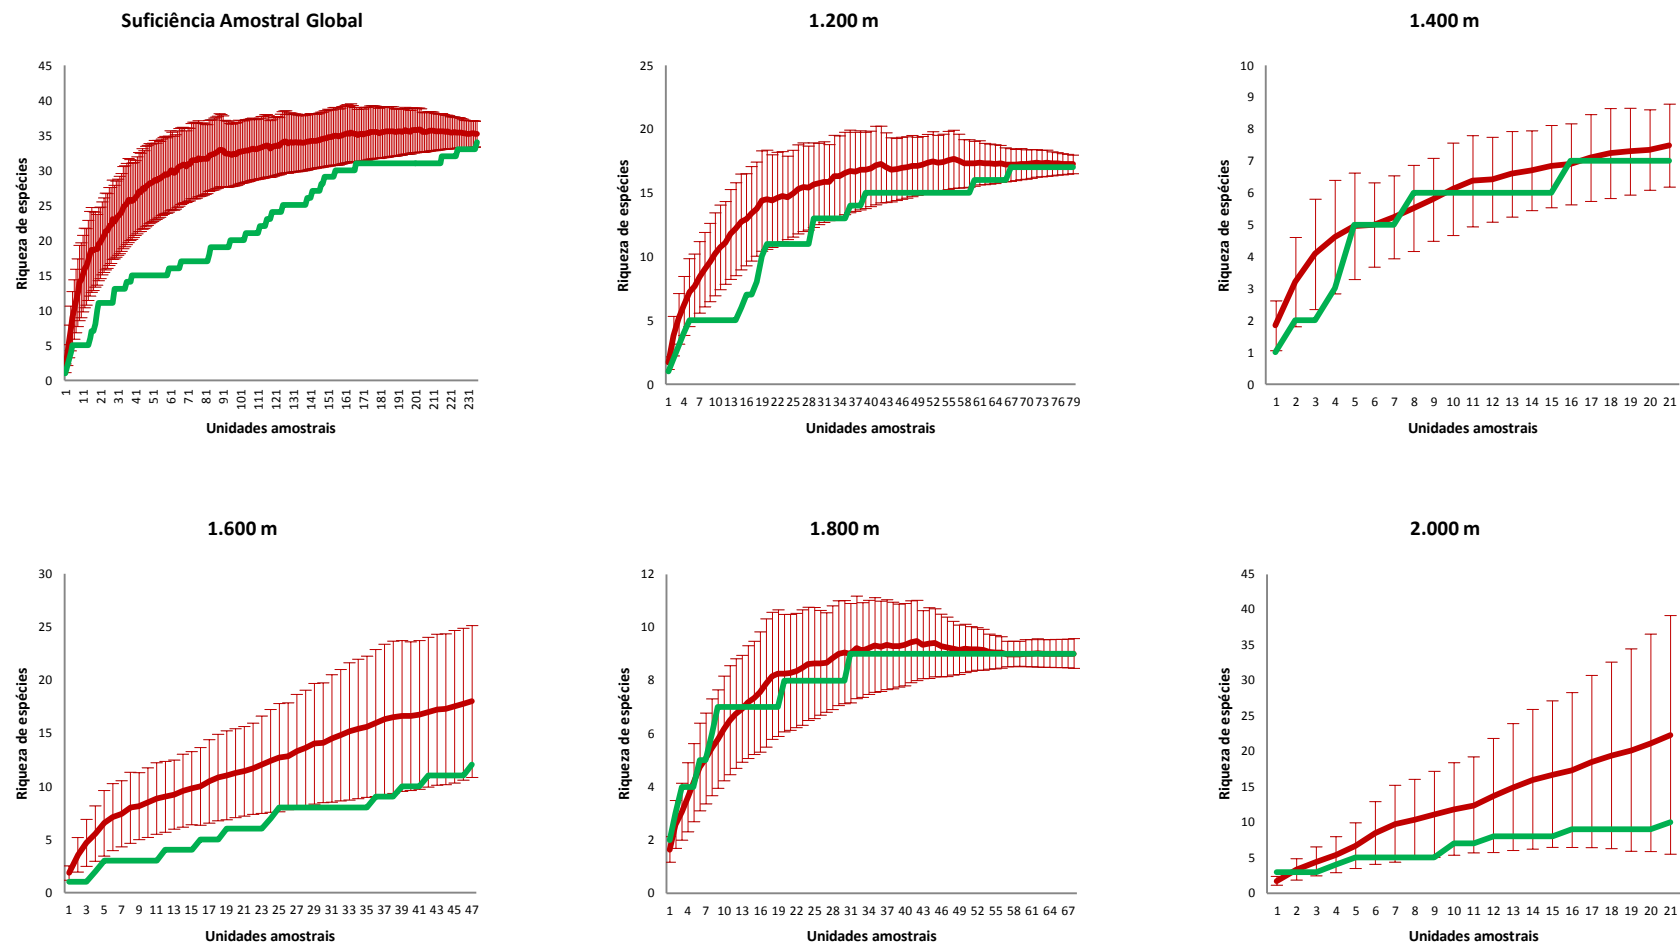 Suficiência Amostral Global
Riqueza de espécies
45
40
35
30
25
20
15
10
5
0
1 11 21 31 41 51 61 71 81 91 101 111 121 131 141 151 161 171 181 191 201 211 221 231
Unidades amostrais
1.200 m
Riqueza de espécies
25
20
15
10
5
0
1 4 7 10 13 16 19 22 25 28 31 34 37 40 43 46 49 52 55 58 61 64 67 70 73 76 79
Unidades amostrais
1.400 m
Riqueza de espécies
10
9
8
7
6
5
4
3
2
1
0
1 2 3 4 5 6 7 8 9 10 11 12 13 14 15 16 17 18 19 20 21
Unidades amostrais
1.600 m
Riqueza de espécies
30
25
20
15
10
5
0
1 3 5 7 9 11 13 15 17 19 21 23 25 27 29 31 33 35 37 39 41 43 45 47
Unidades amostrais
1.800 m
Riqueza de espécies
12
10
8
6
4
2
0
1 4 7 10 13 16 19 22 25 28 31 34 37 40 43 46 49 52 55 58 61 64 67
Unidades amostrais
2.000 m
Riqueza de espécies
45
40
35
30
25
20
15
10
5
0
1 2 3 4 5 6 7 8 9 10 11 12 13 14 15 16 17 18 19 20 21
Unidades amostrais